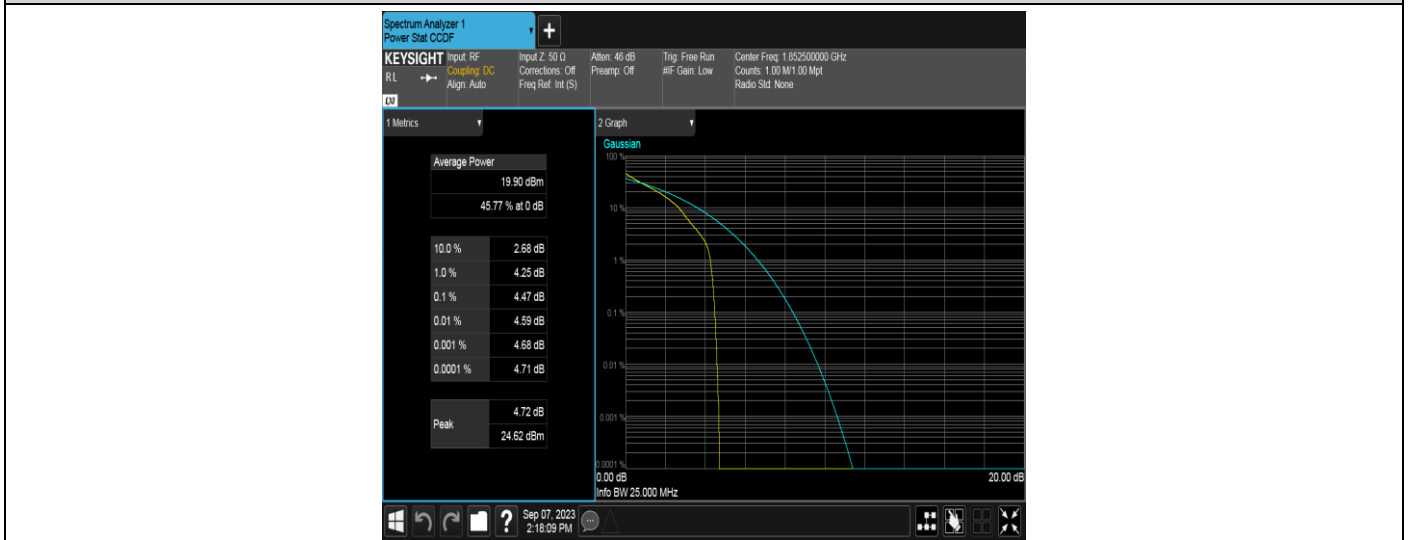 Spectrum Analyzer 1
Power Stat CCDF
+
KEYSIGHT
RL
LXI
Input: RF
Coupling: DC
Align: Auto
Input Z: 50 Ω
Corrections: Off
Freq Ref: Int (S)
Atten: 46 dB
Preamp: Off
Trig: Free Run
#IF Gain: Low
Center Freq: 1.852500000 GHz
Counts: 1.00 M/1.00 Mpt
Radio Std: None
1 Metrics
Average Power
19.90 dBm
45.77 % at 0 dB
10.0 % 2.68 dB
1.0 % 4.25 dB
0.1 % 4.47 dB
0.01 % 4.59 dB
0.001 % 4.68 dB
0.0001 % 4.71 dB
Peak
4.72 dB
24.62 dBm
2 Graph
Gaussian
100 %
10 %
1 %
0.1 %
0.01 %
0.001 %
0.0001 %
0.00 dB 20.00 dB
Info BW 25.000 MHz
?
Sep 07, 2023
2:18:09 PM